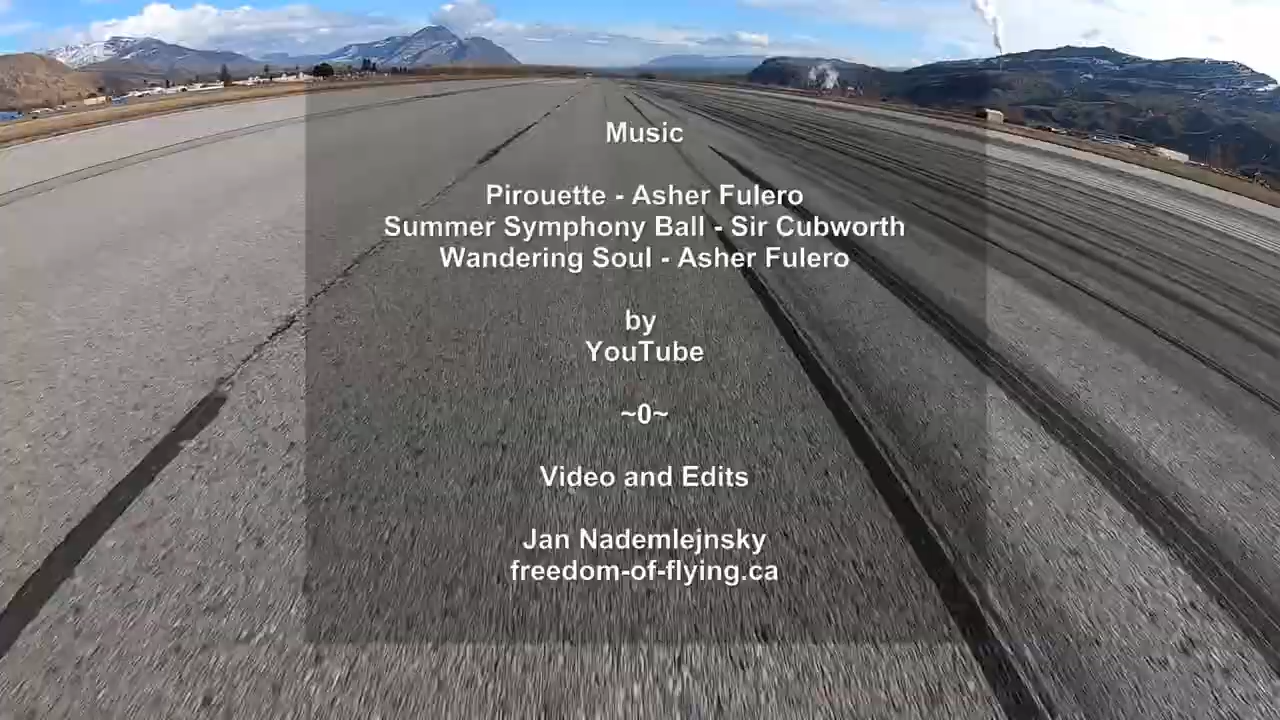 Music
Pirouette - Asher Fulero
Summer Symphony Ball - Sir Cubworth
Wandering Soul - Asher Fulero
by
YouTube
~0~
Video and Edits
Jan Nademlejnsky
freedom-of-flying.ca